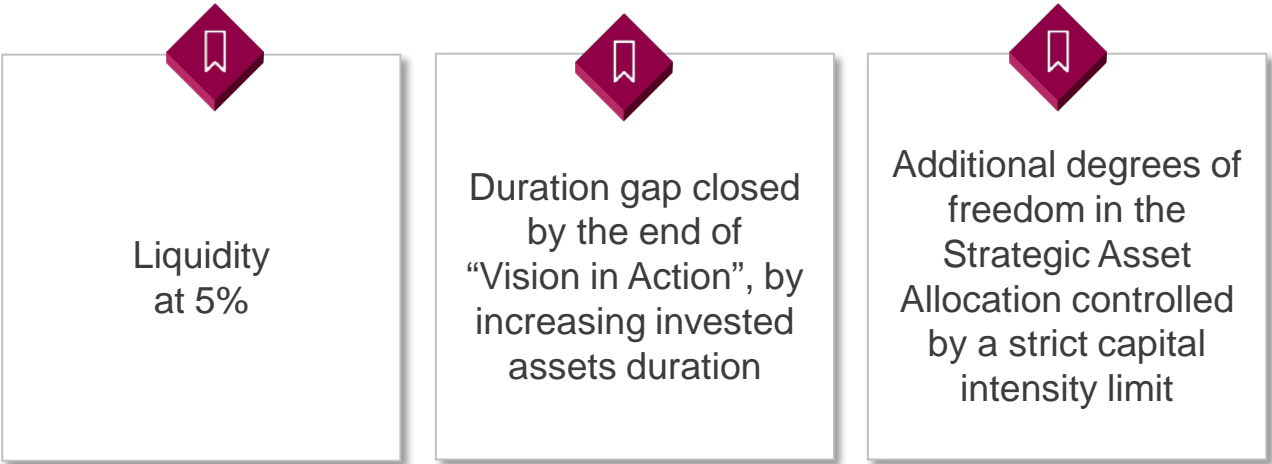 Liquidity
at 5%
Duration gap closed
by the end of
“Vision in Action”, by
increasing invested
assets duration
Additional degrees of
freedom in the
Strategic Asset
Allocation controlled
by a strict capital
intensity limit